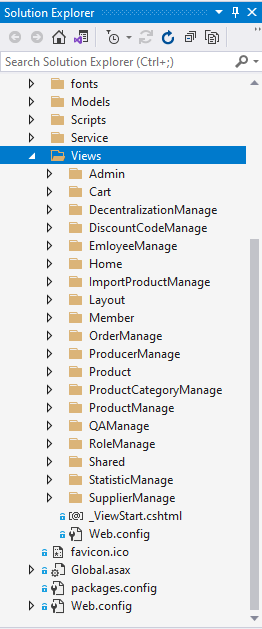 Solution Explorer
Search Solution Explorer (Ctrl+;)
fonts
Models
Scripts
Service
Views
Admin
Cart
DecentralizationManage
DiscountCodeManage
EmloyeeManage
Home
ImportProductManage
Layout
Member
OrderManage
ProducerManage
Product
ProductCategoryManage
ProductManage
QAManage
RoleManage
Shared
StatisticManage
SupplierManage
_ViewStart.cshtml
Web.config
favicon.ico
Global.asax
packages.config
Web.config